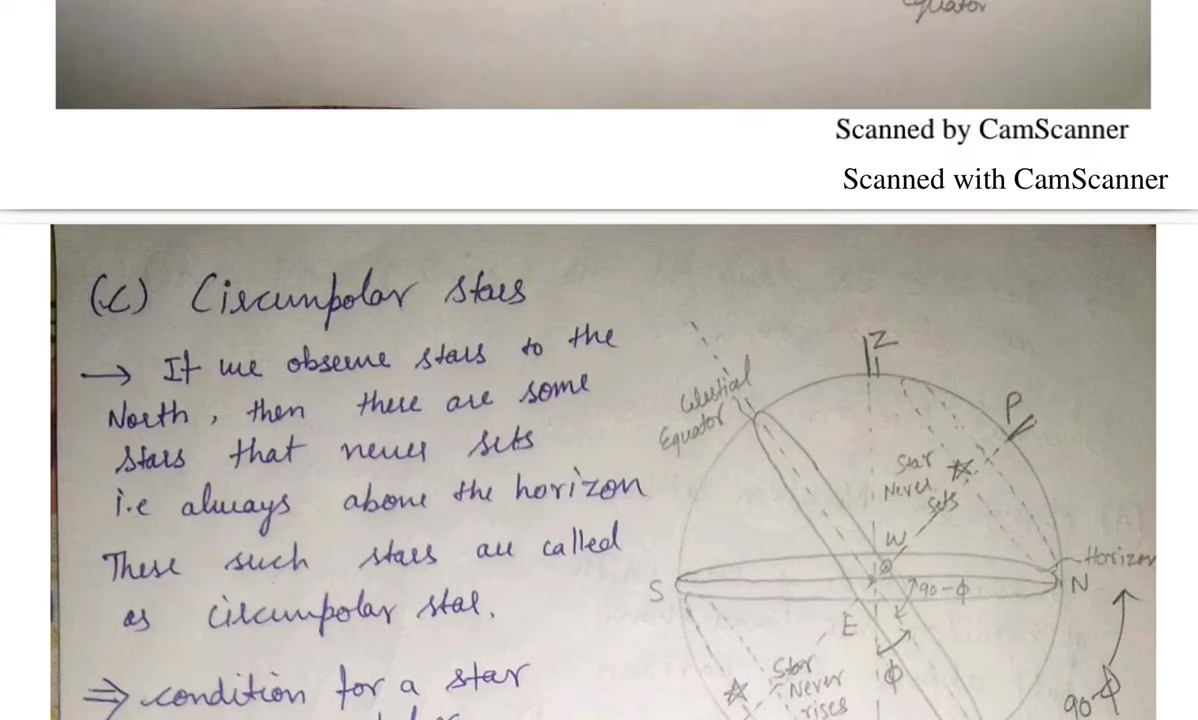 Equator
Scanned by CamScanner
Scanned with CamScanner
(c) Circumpolar stars
→ If we observe stars to the
North, then there are some
stars that never sets
i.e always above the horizon
These such stars are called
as circumpolar star.
⇒ condition for a star
Z
P
Celestial
Equator
Star
Never
sets
W
Horizon
S
N
90-ϕ
E
ϕ
Star
Never
rises
90-ϕ